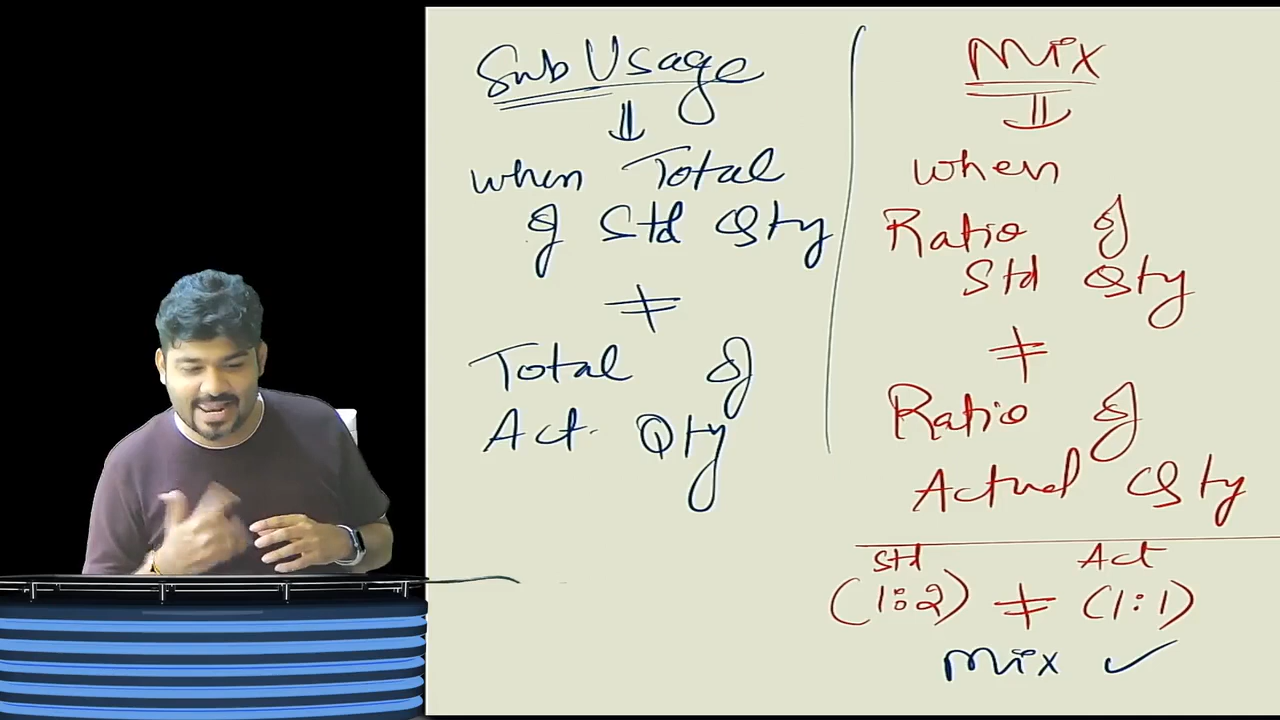 Sub Usage
⇓
when Total
of Std Qty
≠
Total of
Act. Qty
Mix
⇓
when
Ratio of
Std Qty
≠
Ratio of
Actual Qty
Std Act
(1:2) ≠ (1:1)
Mix ✓